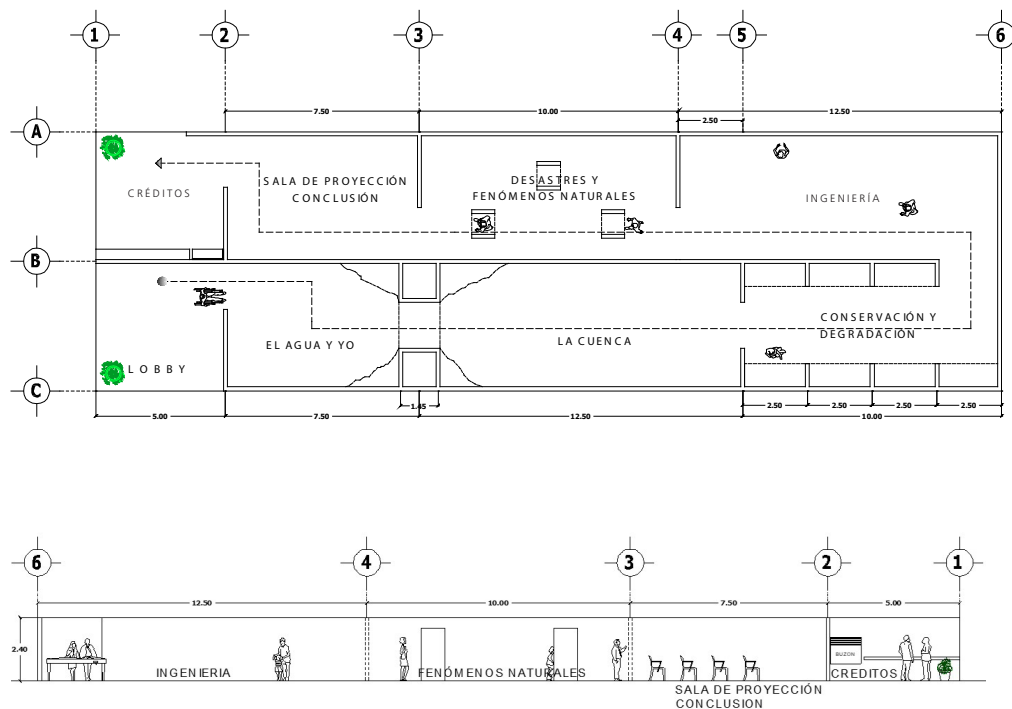 1 2 3 4 5 6
7.50 10.00 12.50
2.50
A
CRÉDITOS
SALA DE PROYECCIÓN
CONCLUSIÓN
DESASTRES Y
FENÓMENOS NATURALES
INGENIERÍA
B
EL AGUA Y YO
LA CUENCA
CONSERVACIÓN Y
DEGRADACIÓN
LOBBY
C
1.45
2.50 2.50 2.50 2.50
5.00 7.50 12.50 10.00
6 4 3 2 1
12.50 10.00 7.50 5.00
2.40
BUZON
INGENIERIA
FENÓMENOS NATURALES
CREDITOS
SALA DE PROYECCIÓN
CONCLUSION